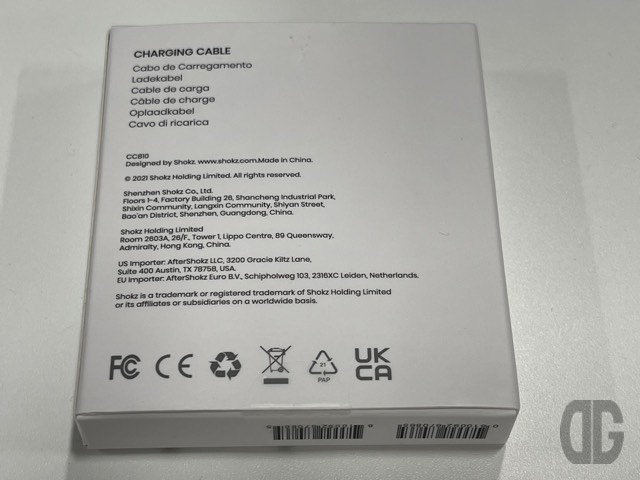 CHARGING CABLE
Cabo de Carregamento
Ladekabel
Cable de carga
Câble de charge
Oplaadkabel
Cavo di ricarica
CC810
Designed by Shokz. www.shokz.com.Made in China.
© 2021 Shokz Holding Limited. All rights reserved.
Shenzhen Shokz Co., Ltd.
Floors 1-4, Factory Building 26, Shancheng Industrial Park,
Shixin Community, Langxin Community, Shiyan Street,
Bao'an District, Shenzhen, Guangdong, China.
Shokz Holding Limited
Room 2603A, 26/F., Tower 1, Lippo Centre, 89 Queensway,
Admiralty, Hong Kong, China.
US Importer: AfterShokz LLC, 3200 Gracie Kiltz Lane,
Suite 400 Austin, TX 78758, USA.
EU Importer: AfterShokz Euro B.V., Schipholweg 103, 2316XC Leiden, Netherlands.
Shokz is a trademark or registered trademark of Shokz Holding Limited
or its affiliates or subsidiaries on a worldwide basis.
FC CE 21 PAP UK CA
DG